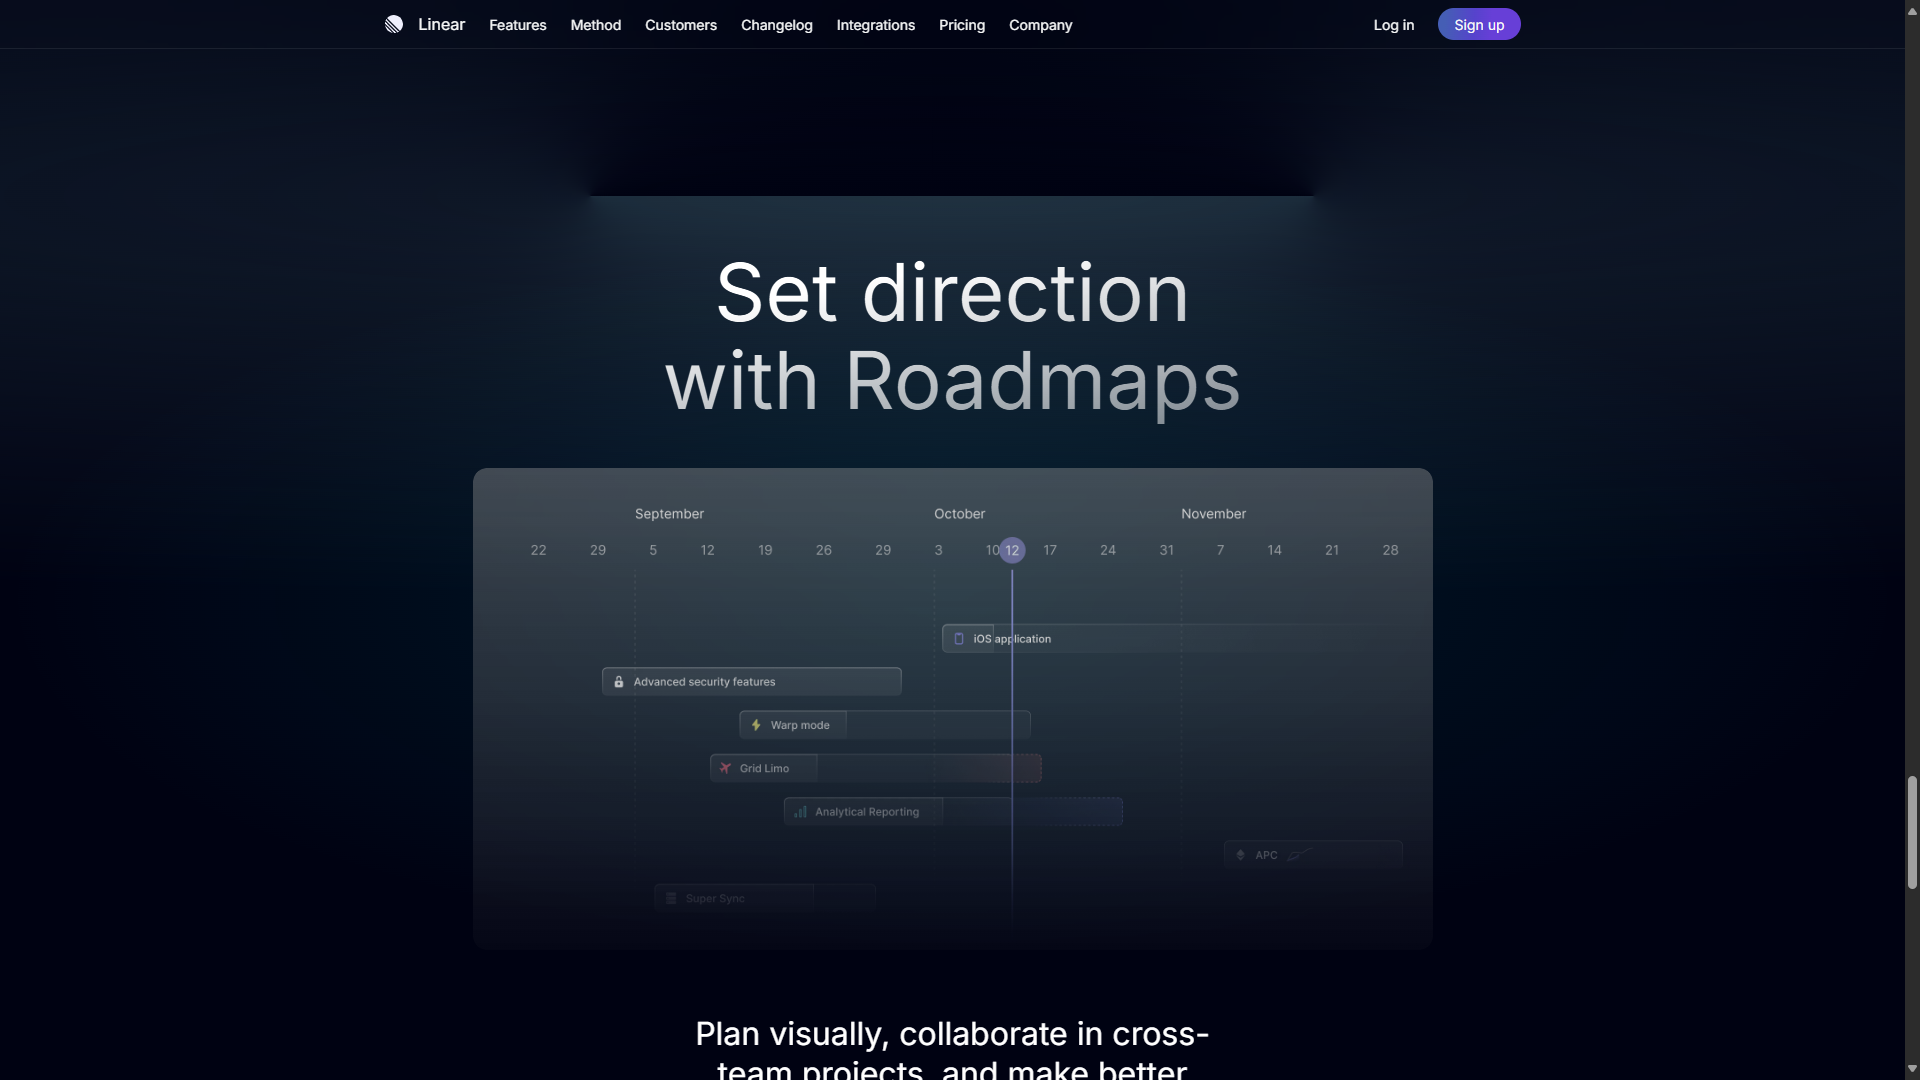 Linear Features Method Customers Changelog Integrations Pricing Company Log in Sign up
Set direction
with Roadmaps
September October November
22 29 5 12 19 26 29 3 10 12 17 24 31 7 14 21 28
iOS application
Advanced security features
Warp mode
Grid Limo
Analytical Reporting
APC
Super Sync
Plan visually, collaborate in cross-
team projects, and make better